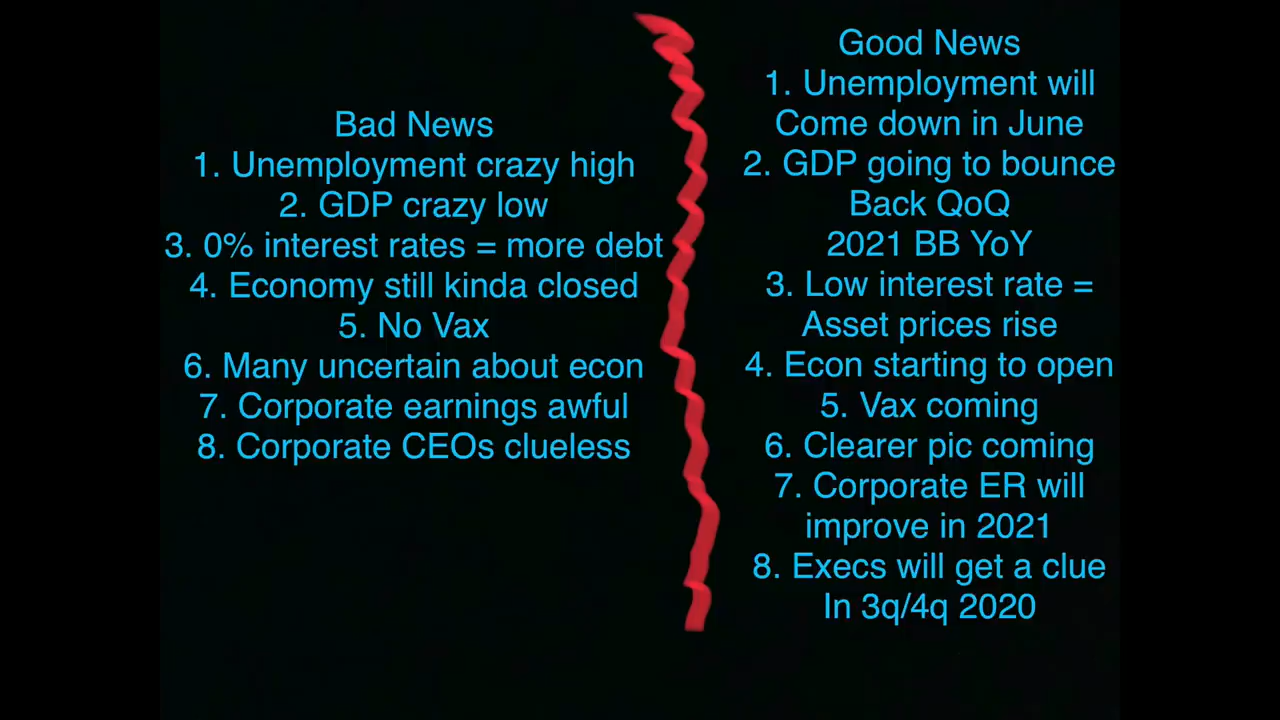 Bad News
1. Unemployment crazy high
2. GDP crazy low
3. 0% interest rates = more debt
4. Economy still kinda closed
5. No Vax
6. Many uncertain about econ
7. Corporate earnings awful
8. Corporate CEOs clueless
Good News
1. Unemployment will
Come down in June
2. GDP going to bounce
Back QoQ
2021 BB YoY
3. Low interest rate =
Asset prices rise
4. Econ starting to open
5. Vax coming
6. Clearer pic coming
7. Corporate ER will
improve in 2021
8. Execs will get a clue
In 3q/4q 2020